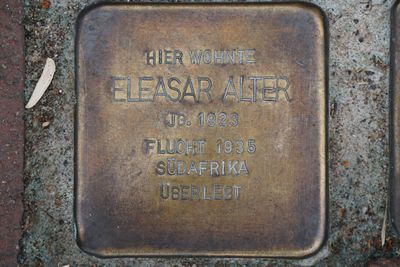 HIER WOHNTE
ELEASAR ALTER
JG. 1923
FLUCHT 1935
SÜDAFRIKA
ÜBERLEBT